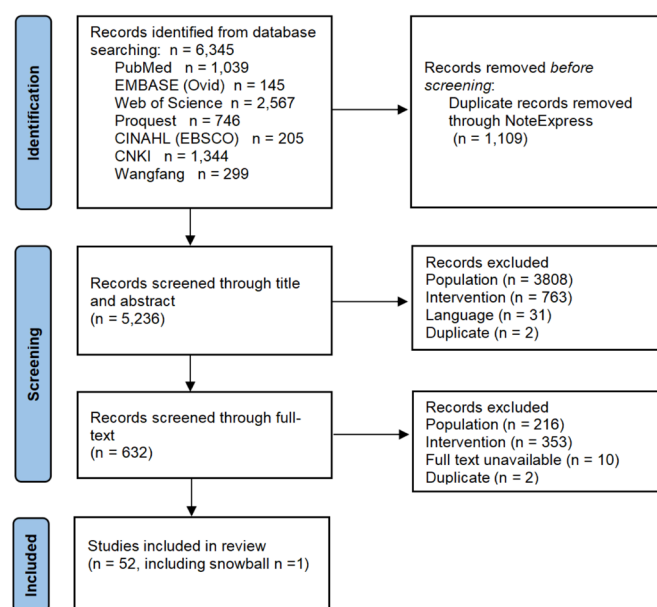 Identification
Records identified from database
searching: n = 6,345
PubMed n = 1,039
EMBASE (Ovid) n = 145
Web of Science n = 2,567
Proquest n = 746
CINAHL (EBSCO) n = 205
CNKI n = 1,344
Wangfang n = 299
Records removed before
screening:
Duplicate records removed
through NoteExpress
(n = 1,109)
Screening
Records screened through title
and abstract
(n = 5,236)
Records excluded
Population (n = 3808)
Intervention (n = 763)
Language (n = 31)
Duplicate (n = 2)
Records screened through full-
text
(n = 632)
Records excluded
Population (n = 216)
Intervention (n = 353)
Full text unavailable (n = 10)
Duplicate (n = 2)
Included
Studies included in review
(n = 52, including snowball n =1)